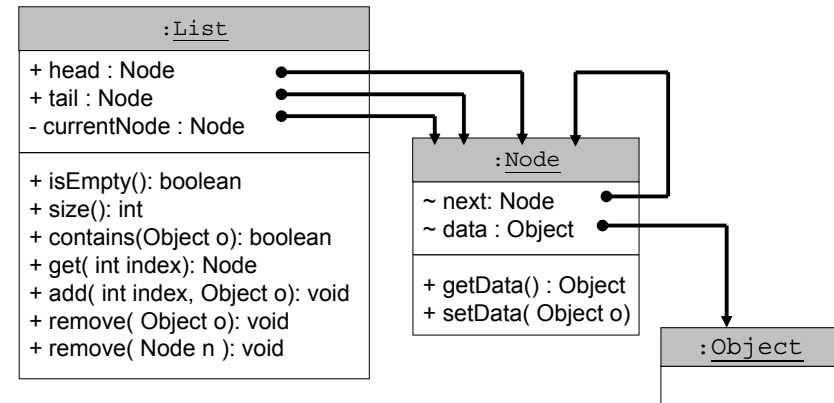 :List
+ head : Node
+ tail : Node
- currentNode : Node
+ isEmpty(): boolean
+ size(): int
+ contains(Object o): boolean
+ get( int index): Node
+ add( int index, Object o): void
+ remove( Object o): void
+ remove( Node n ): void
:Node
~ next: Node
~ data : Object
+ getData() : Object
+ setData( Object o)
:Object